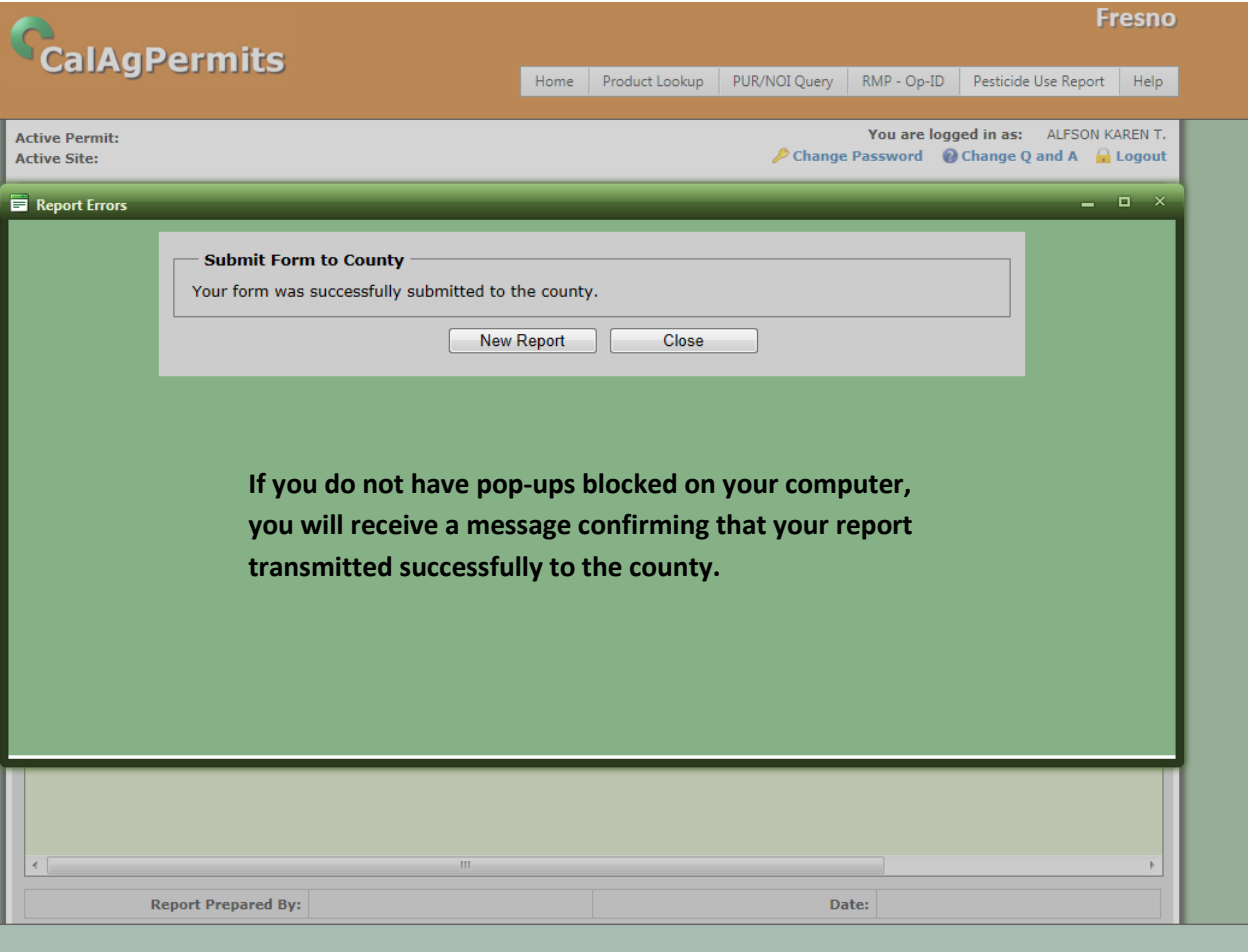 Fresno
CalAgPermits
Home Product Lookup PUR/NOI Query RMP - Op-ID Pesticide Use Report Help
Active Permit:
You are logged in as: ALFSON KAREN T.
Active Site:
Change Password Change Q and A Logout
Report Errors
Submit Form to County
Your form was successfully submitted to the county.
New Report Close
If you do not have pop-ups blocked on your computer,
you will receive a message confirming that your report
transmitted successfully to the county.
Report Prepared By: Date: